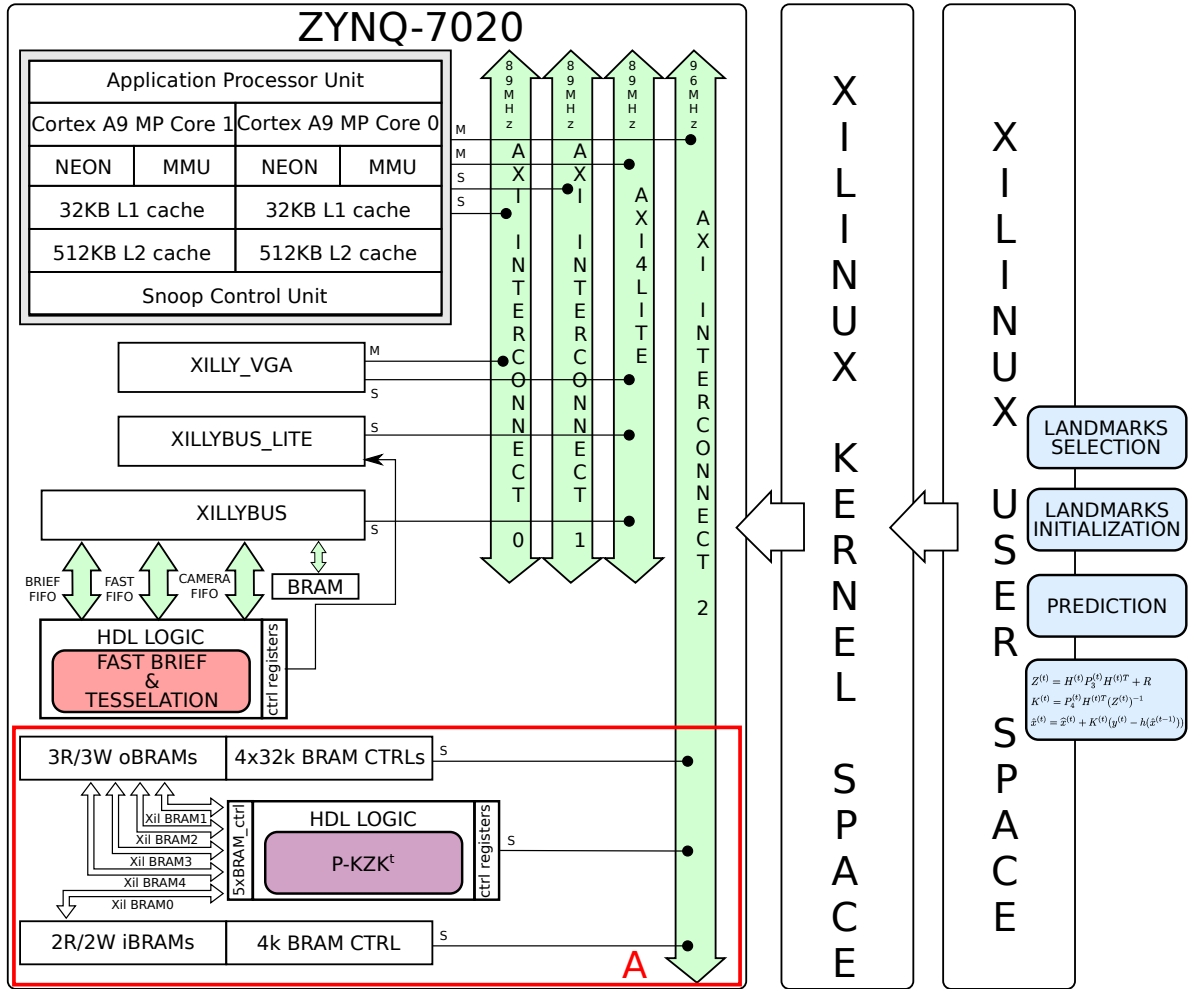 ZYNQ-7020
Application Processor Unit
Cortex A9 MP Core 1
Cortex A9 MP Core 0
NEON
MMU
NEON
MMU
32KB L1 cache
32KB L1 cache
512KB L2 cache
512KB L2 cache
Snoop Control Unit
M
M
S
S
89MHz
89MHz
89MHz
96MHz
AXI INTERCONNECT 0
AXI INTERCONNECT 1
AXI4LITE
AXI INTERCONNECT 2
XILLY_VGA
M
S
XILLYBUS_LITE
S
XILLYBUS
S
BRIEF
FIFO
FAST
FIFO
CAMERA
FIFO
BRAM
HDL LOGIC
FAST BRIEF
&
TESSELATION
ctrl registers
3R/3W oBRAMs
4x32k BRAM CTRLs
S
Xil BRAM1
Xil BRAM2
Xil BRAM3
Xil BRAM4
Xil BRAM0
5xBRAM_ctrl
HDL LOGIC
P-KZKᵗ
ctrl registers
S
2R/2W iBRAMs
4k BRAM CTRL
S
A
XILINUX KERNEL SPACE
XILINUX USER SPACE
LANDMARKS
SELECTION
LANDMARKS
INITIALIZATION
PREDICTION
Z^(t) = H^(t)P_3^(t)H^(t)T + R
K^(t) = P_4^(t)H^(t)T(Z^(t))^−1
x̂^(t) = x̂^(t) + K^(t)(y^(t) − h(x̂^(t−1)))